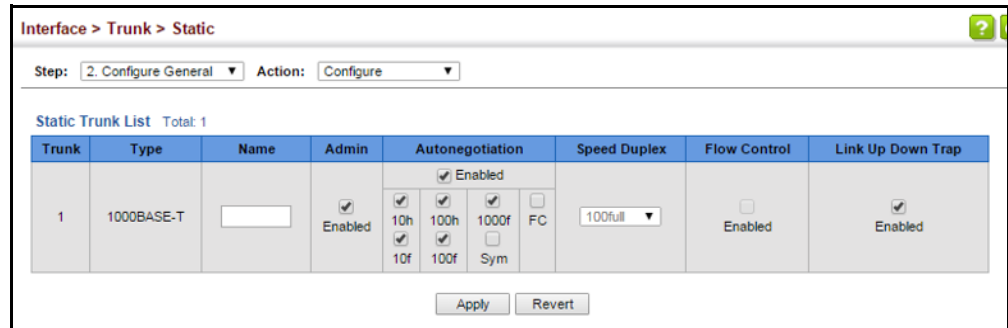 Interface > Trunk > Static
?
Step: 2. Configure General Action: Configure
Static Trunk List Total: 1
Trunk Type Name Admin Autonegotiation Speed Duplex Flow Control Link Up Down Trap
Enabled
1 1000BASE-T Enabled 10h 100h 1000f FC 100full Enabled Enabled
10f 100f Sym
Apply Revert